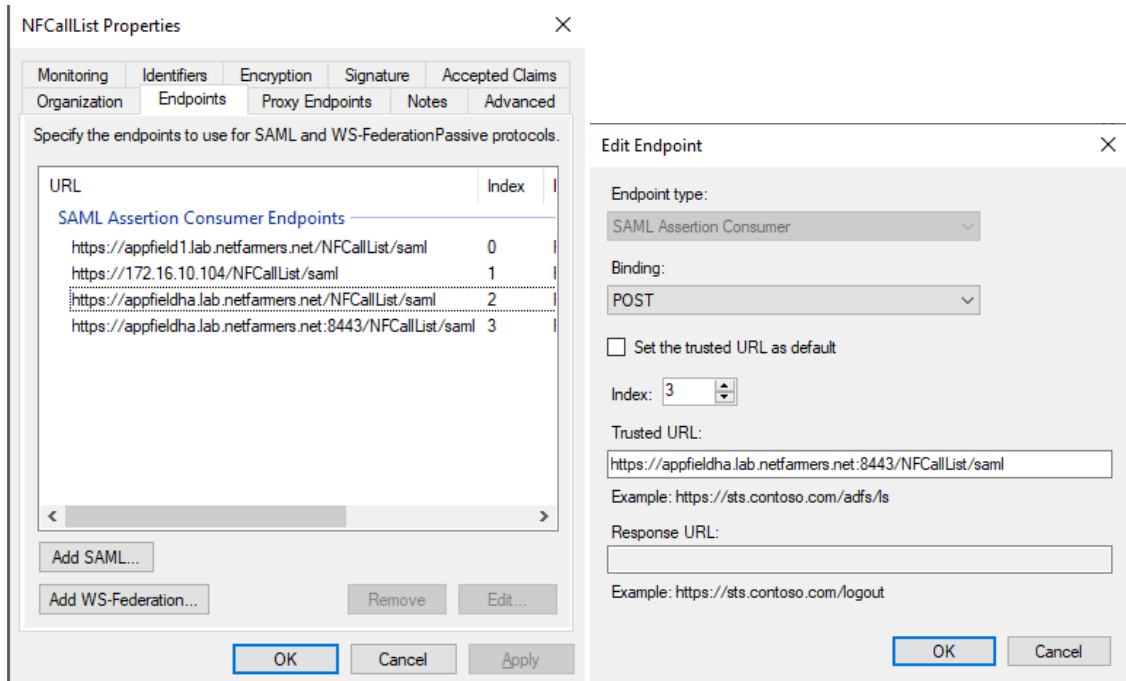 NFCallList Properties
Monitoring Identifiers Encryption Signature Accepted Claims
Organization Endpoints Proxy Endpoints Notes Advanced
Specify the endpoints to use for SAML and WS-FederationPassive protocols.
URL Index
SAML Assertion Consumer Endpoints
https://appfield1.lab.netfarmers.net/NFCallList/saml 0
https://172.16.10.104/NFCallList/saml 1
https://appfieldha.lab.netfarmers.net/NFCallList/saml 2
https://appfieldha.lab.netfarmers.net:8443/NFCallList/saml 3
Add SAML...
Add WS-Federation... Remove Edit...
OK Cancel Apply
Edit Endpoint
Endpoint type:
SAML Assertion Consumer
Binding:
POST
Set the trusted URL as default
Index: 3
Trusted URL:
https://appfieldha.lab.netfarmers.net:8443/NFCallList/saml
Example: https://sts.contoso.com/adfs/ls
Response URL:
Example: https://sts.contoso.com/logout
OK Cancel